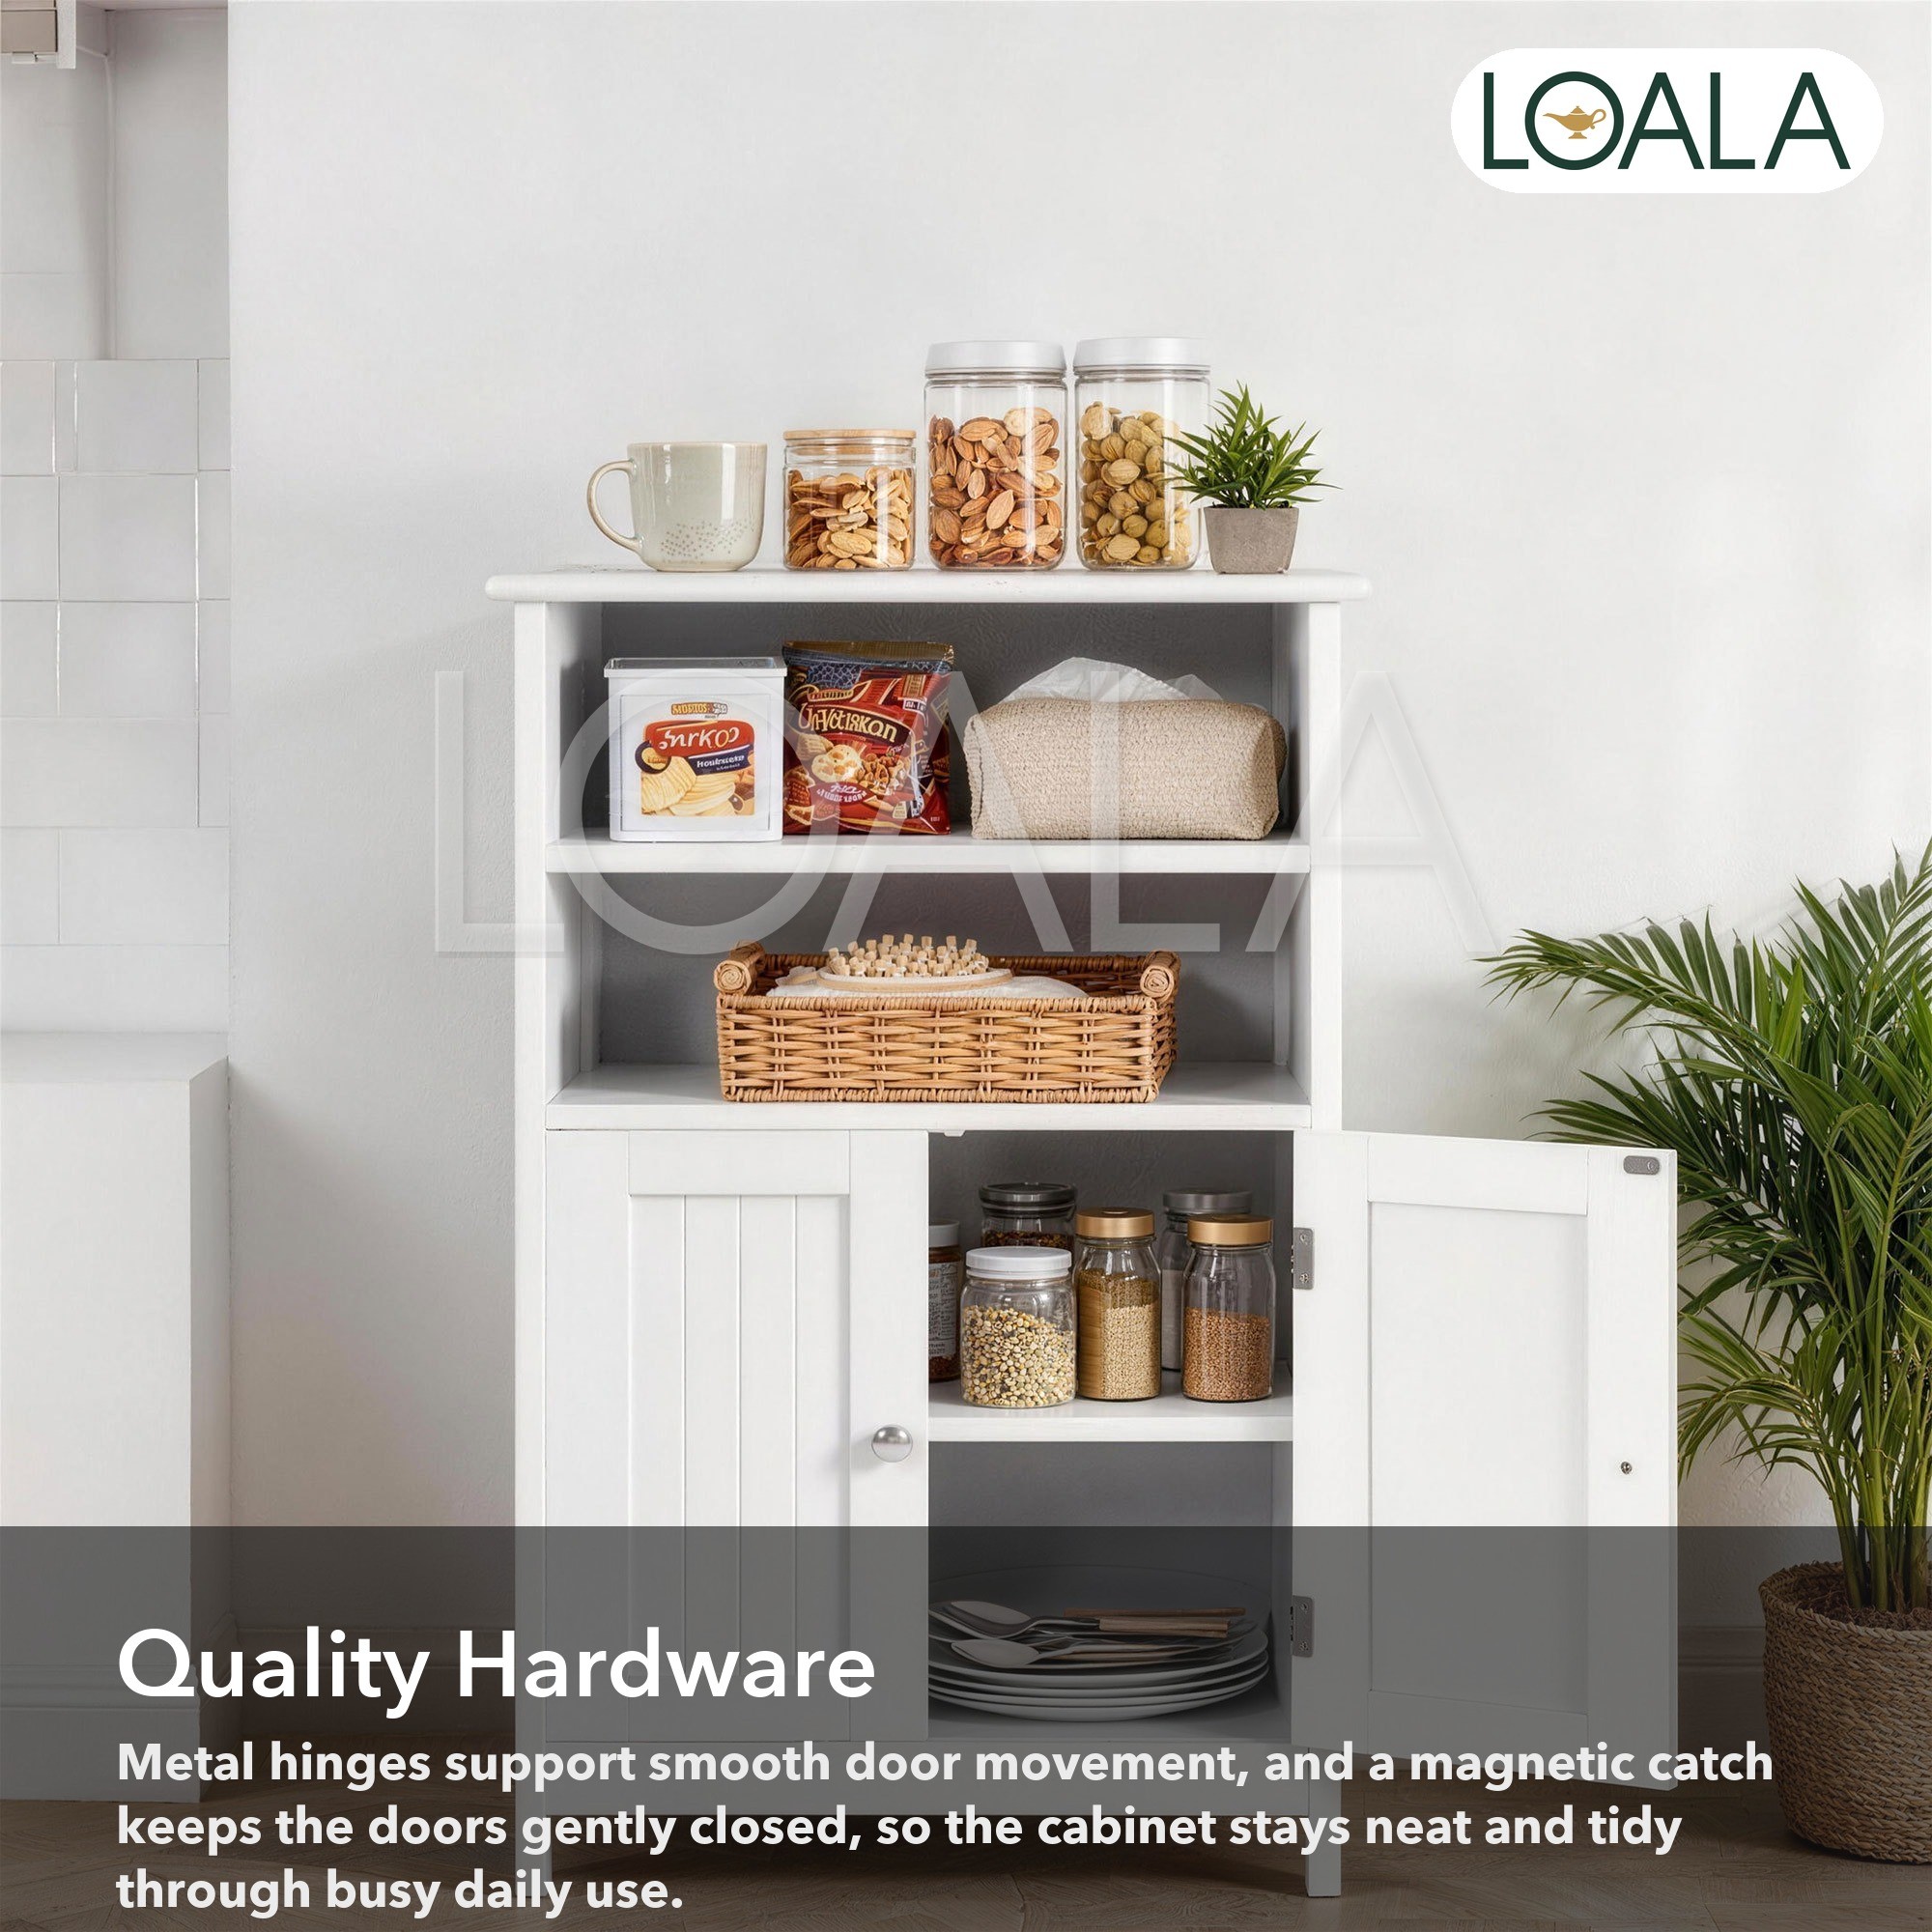 LOALA
LOALA
Quality Hardware
Metal hinges support smooth door movement, and a magnetic catch
keeps the doors gently closed, so the cabinet stays neat and tidy
through busy daily use.